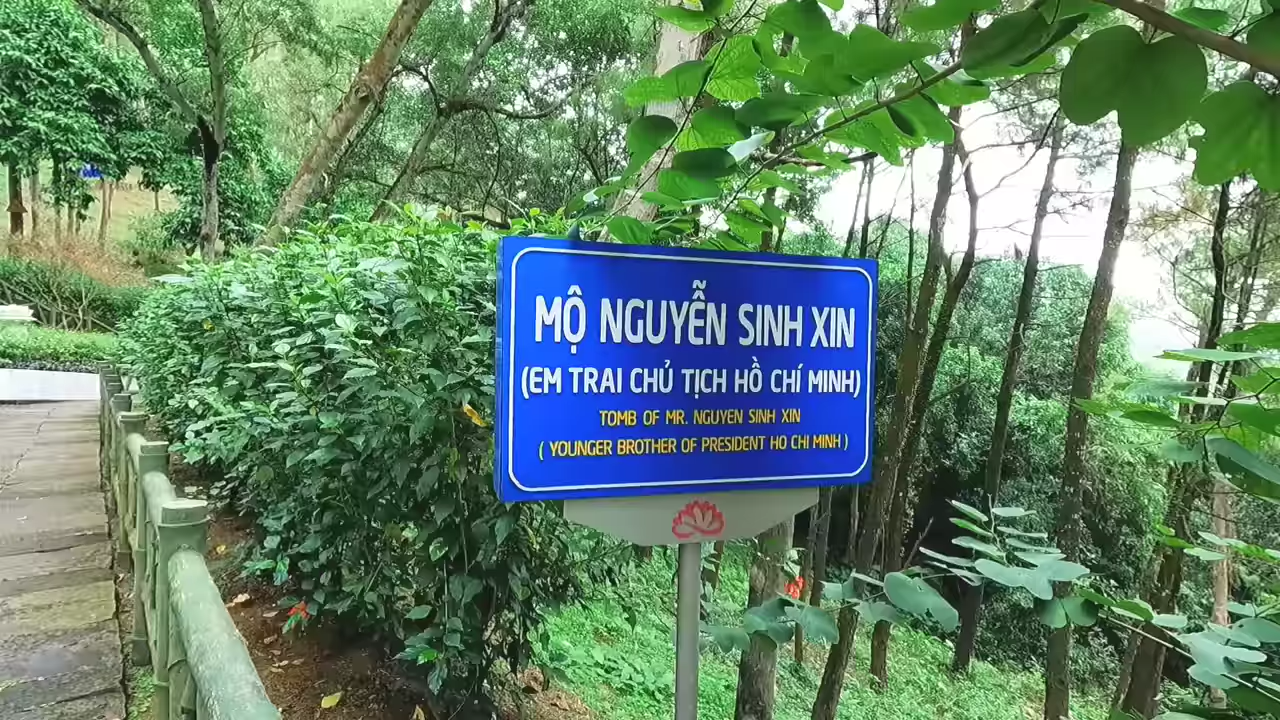 MỘ NGUYỄN SINH XIN
(EM TRAI CHỦ TỊCH HỒ CHÍ MINH)
TOMB OF MR. NGUYEN SINH XIN
( YOUNGER BROTHER OF PRESIDENT HO CHI MINH )